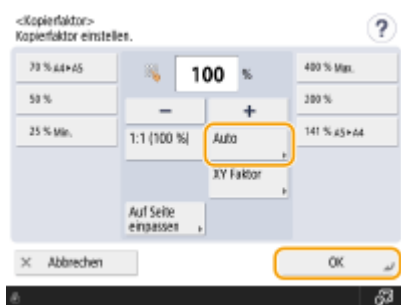 <Kopierfaktor>
Kopierfaktor einstellen.
?
70 % A4▸A5
100 %
400 % Max.
50 %
−
+
200 %
25 % Min.
1:1 (100 %)
Auto
141 % A5▸A4
XY Faktor
Auf Seite
einpassen
× Abbrechen
OK